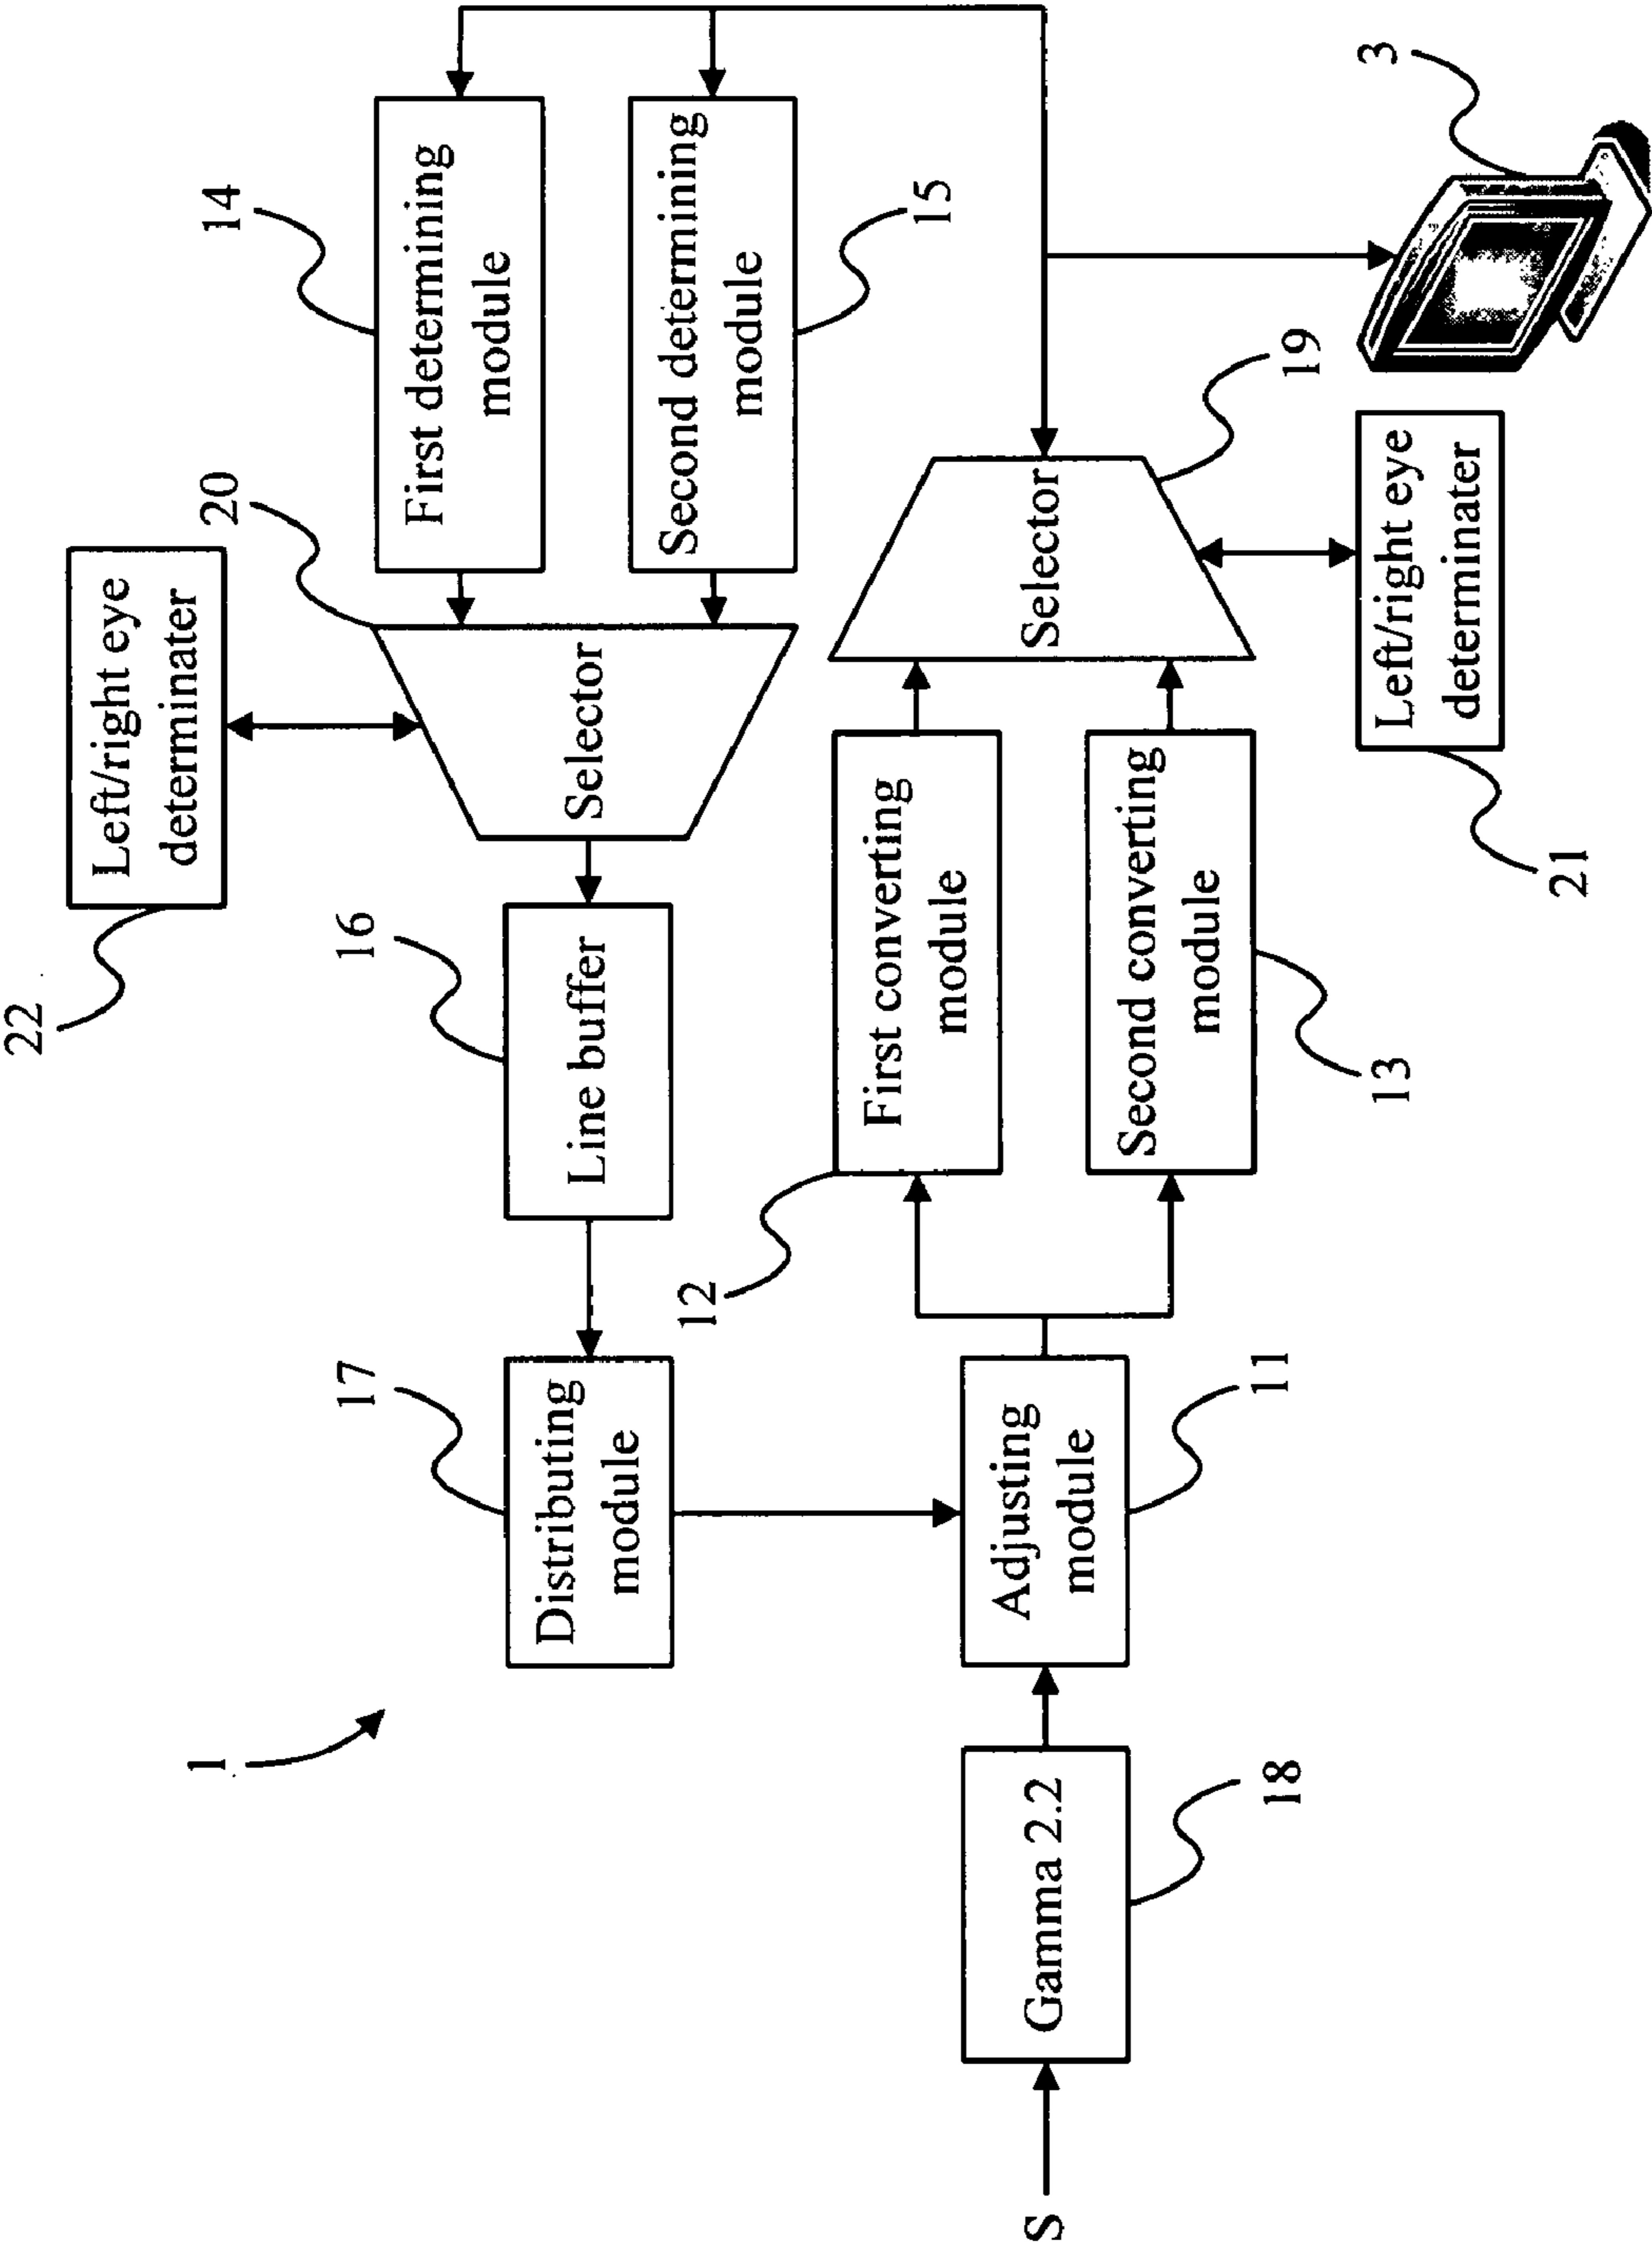 1
22
Left/right eye
determinater
20
14
First determining
module
Second determining
module
15
Selector
16
Line buffer
17
Distributing
module
12
First converting
module
Second converting
module
13
Selector
19
Left/right eye
determinater
21
3
Adjusting
module
11
Gamma 2.2
18
S